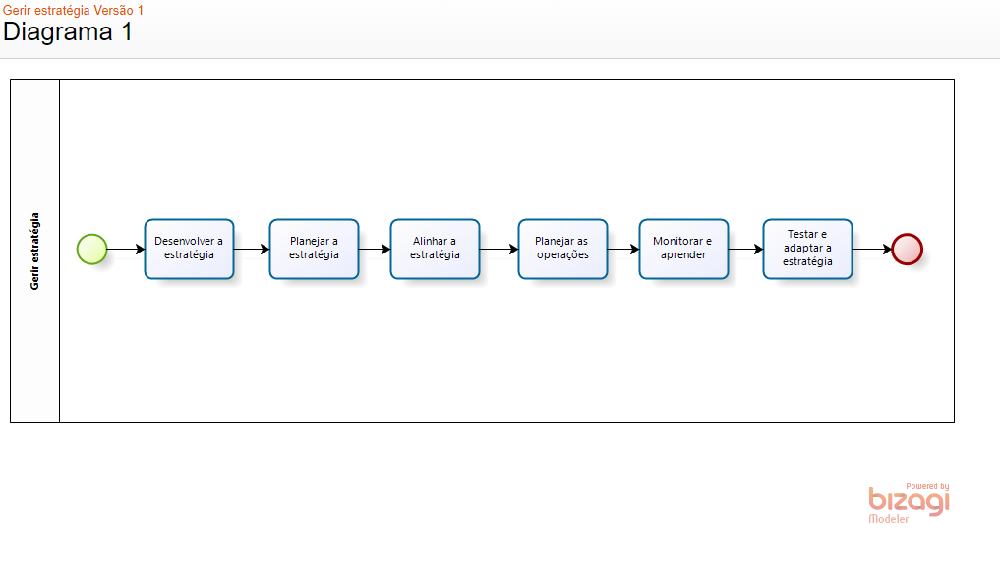 Gerir estratégia Versão 1
Diagrama 1
Gerir estratégia
Desenvolver a
estratégia
Planejar a
estratégia
Alinhar a
estratégia
Planejar as
operações
Monitorar e
aprender
Testar e
adaptar a
estratégia
Powered by
bizagi
Modeler